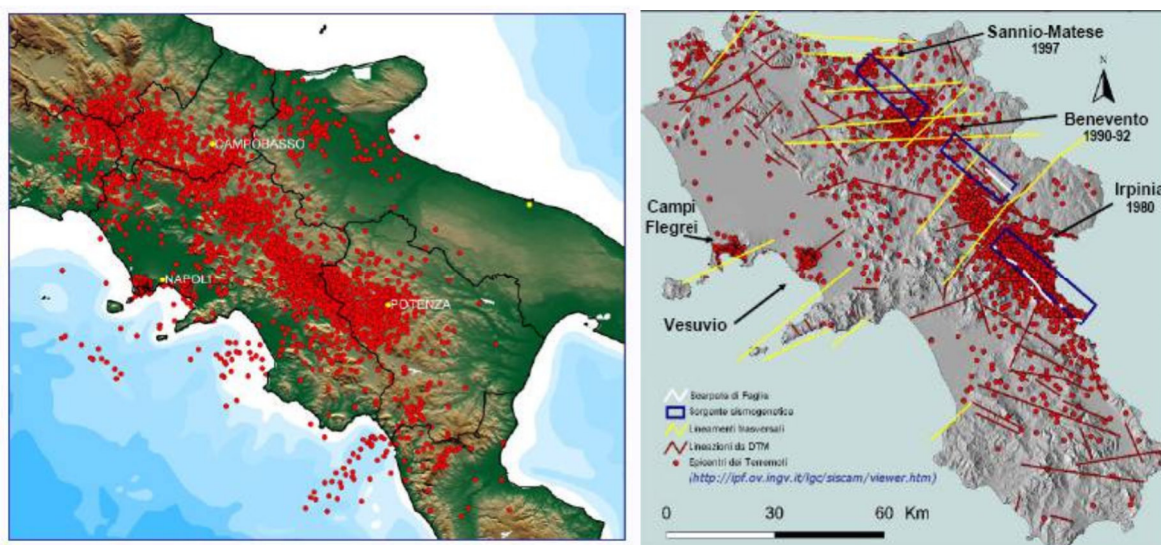 CAMPOBASSO
NAPOLI
POTENZA
Sannio-Matese
1997
N
Benevento
1990-92
Irpinia
1980
Campi
Flegrei
Vesuvio
Scarpata di Faglia
Sorgente sismogenetica
Lineamenti trasversali
Lineazioni da DTM
Epicentri dei Terremoti
(http://ipf.ov.ingv.it/lgc/siscam/viewer.htm)
0 30 60 Km